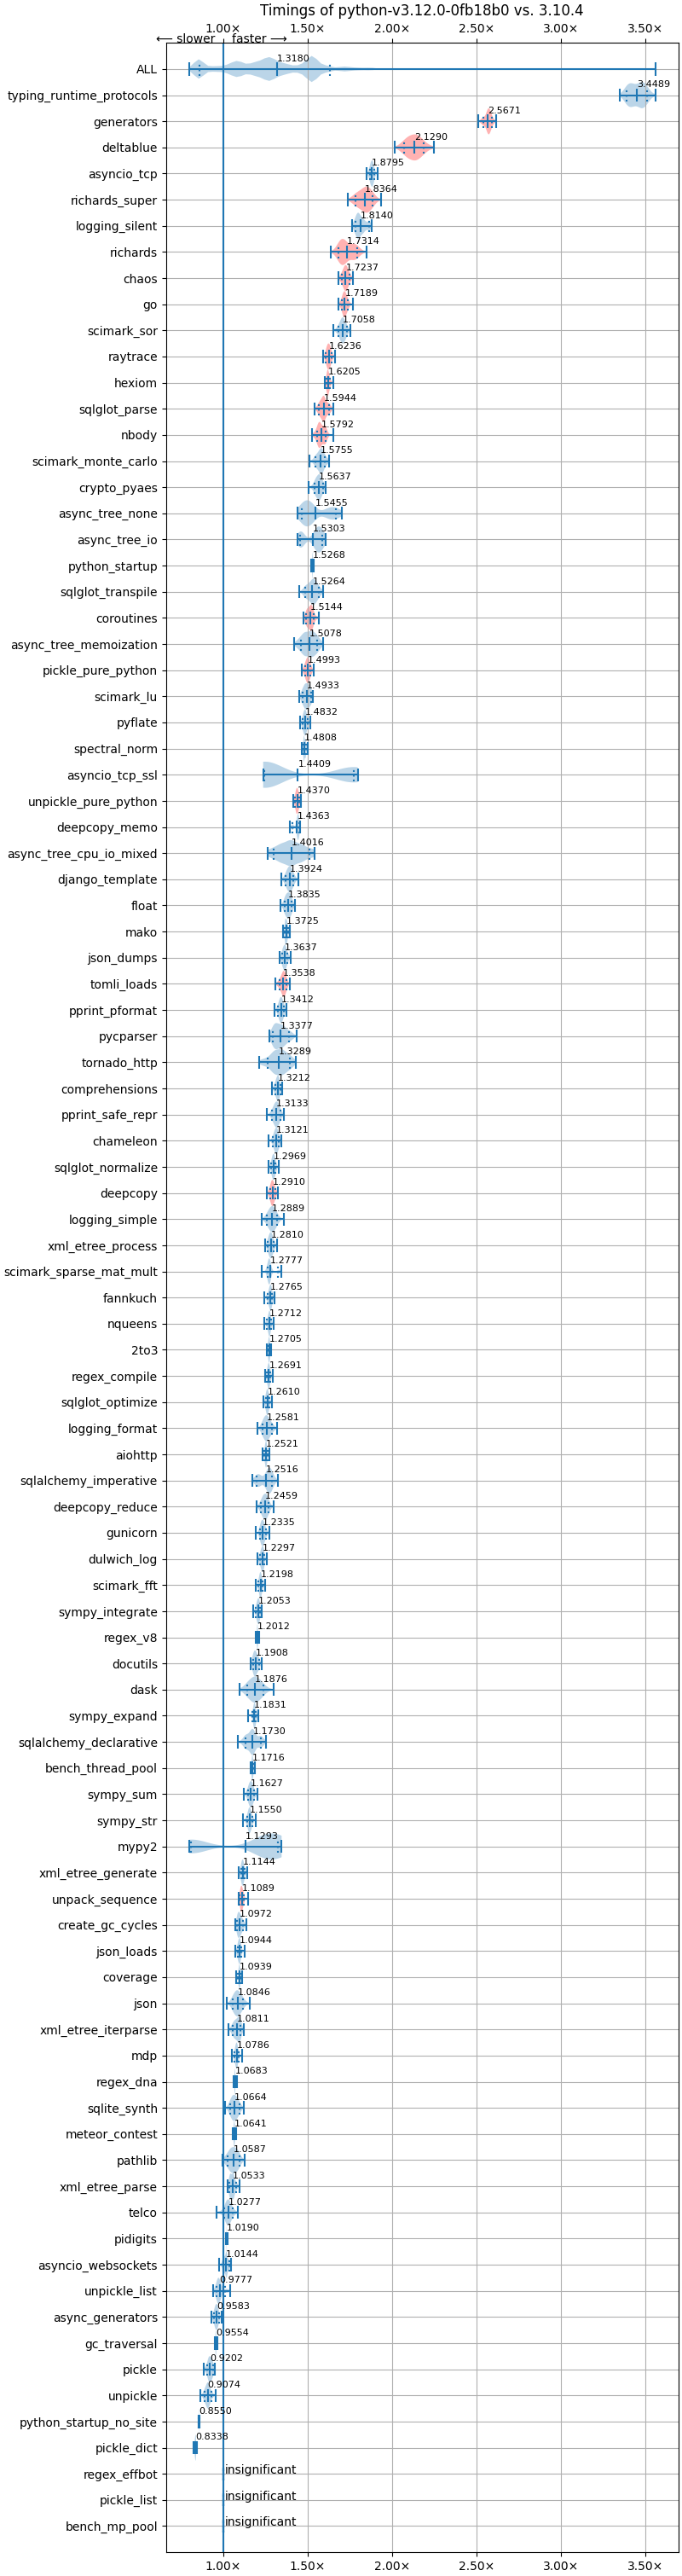 Timings of python-v3.12.0-0fb18b0 vs. 3.10.4
1.00× 1.50× 2.00× 2.50× 3.00× 3.50×
⟵ slower faster ⟶
ALL 1.3180
typing_runtime_protocols 3.4489
generators 2.5671
deltablue 2.1290
asyncio_tcp 1.8795
richards_super 1.8364
logging_silent 1.8140
richards 1.7314
chaos 1.7237
go 1.7189
scimark_sor 1.7058
raytrace 1.6236
hexiom 1.6205
sqlglot_parse 1.5944
nbody 1.5792
scimark_monte_carlo 1.5755
crypto_pyaes 1.5637
async_tree_none 1.5455
async_tree_io 1.5303
python_startup 1.5268
sqlglot_transpile 1.5264
coroutines 1.5144
async_tree_memoization 1.5078
pickle_pure_python 1.4993
scimark_lu 1.4933
pyflate 1.4832
spectral_norm 1.4808
asyncio_tcp_ssl 1.4409
unpickle_pure_python 1.4370
deepcopy_memo 1.4363
async_tree_cpu_io_mixed 1.4016
django_template 1.3924
float 1.3835
mako 1.3725
json_dumps 1.3637
tomli_loads 1.3538
pprint_pformat 1.3412
pycparser 1.3377
tornado_http 1.3289
comprehensions 1.3212
pprint_safe_repr 1.3133
chameleon 1.3121
sqlglot_normalize 1.2969
deepcopy 1.2910
logging_simple 1.2889
xml_etree_process 1.2810
scimark_sparse_mat_mult 1.2777
fannkuch 1.2765
nqueens 1.2712
2to3 1.2705
regex_compile 1.2691
sqlglot_optimize 1.2610
logging_format 1.2581
aiohttp 1.2521
sqlalchemy_imperative 1.2516
deepcopy_reduce 1.2459
gunicorn 1.2335
dulwich_log 1.2297
scimark_fft 1.2198
sympy_integrate 1.2053
regex_v8 1.2012
docutils 1.1908
dask 1.1876
sympy_expand 1.1831
sqlalchemy_declarative 1.1730
bench_thread_pool 1.1716
sympy_sum 1.1627
sympy_str 1.1550
mypy2 1.1293
xml_etree_generate 1.1144
unpack_sequence 1.1089
create_gc_cycles 1.0972
json_loads 1.0944
coverage 1.0939
json 1.0846
xml_etree_iterparse 1.0811
mdp 1.0786
regex_dna 1.0683
sqlite_synth 1.0664
meteor_contest 1.0641
pathlib 1.0587
xml_etree_parse 1.0533
telco 1.0277
pidigits 1.0190
asyncio_websockets 1.0144
unpickle_list 0.9777
async_generators 0.9583
gc_traversal 0.9554
pickle 0.9202
unpickle 0.9074
python_startup_no_site 0.8550
pickle_dict 0.8338
regex_effbot insignificant
pickle_list insignificant
bench_mp_pool insignificant
1.00× 1.50× 2.00× 2.50× 3.00× 3.50×